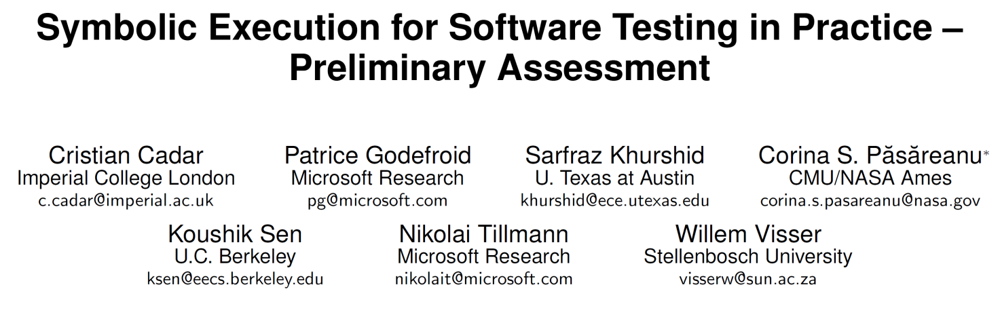 Symbolic Execution for Software Testing in Practice –
Preliminary Assessment
Cristian Cadar
Imperial College London
c.cadar@imperial.ac.uk
Patrice Godefroid
Microsoft Research
pg@microsoft.com
Sarfraz Khurshid
U. Texas at Austin
khurshid@ece.utexas.edu
Corina S. Păsăreanu*
CMU/NASA Ames
corina.s.pasareanu@nasa.gov
Koushik Sen
U.C. Berkeley
ksen@eecs.berkeley.edu
Nikolai Tillmann
Microsoft Research
nikolait@microsoft.com
Willem Visser
Stellenbosch University
visserw@sun.ac.za